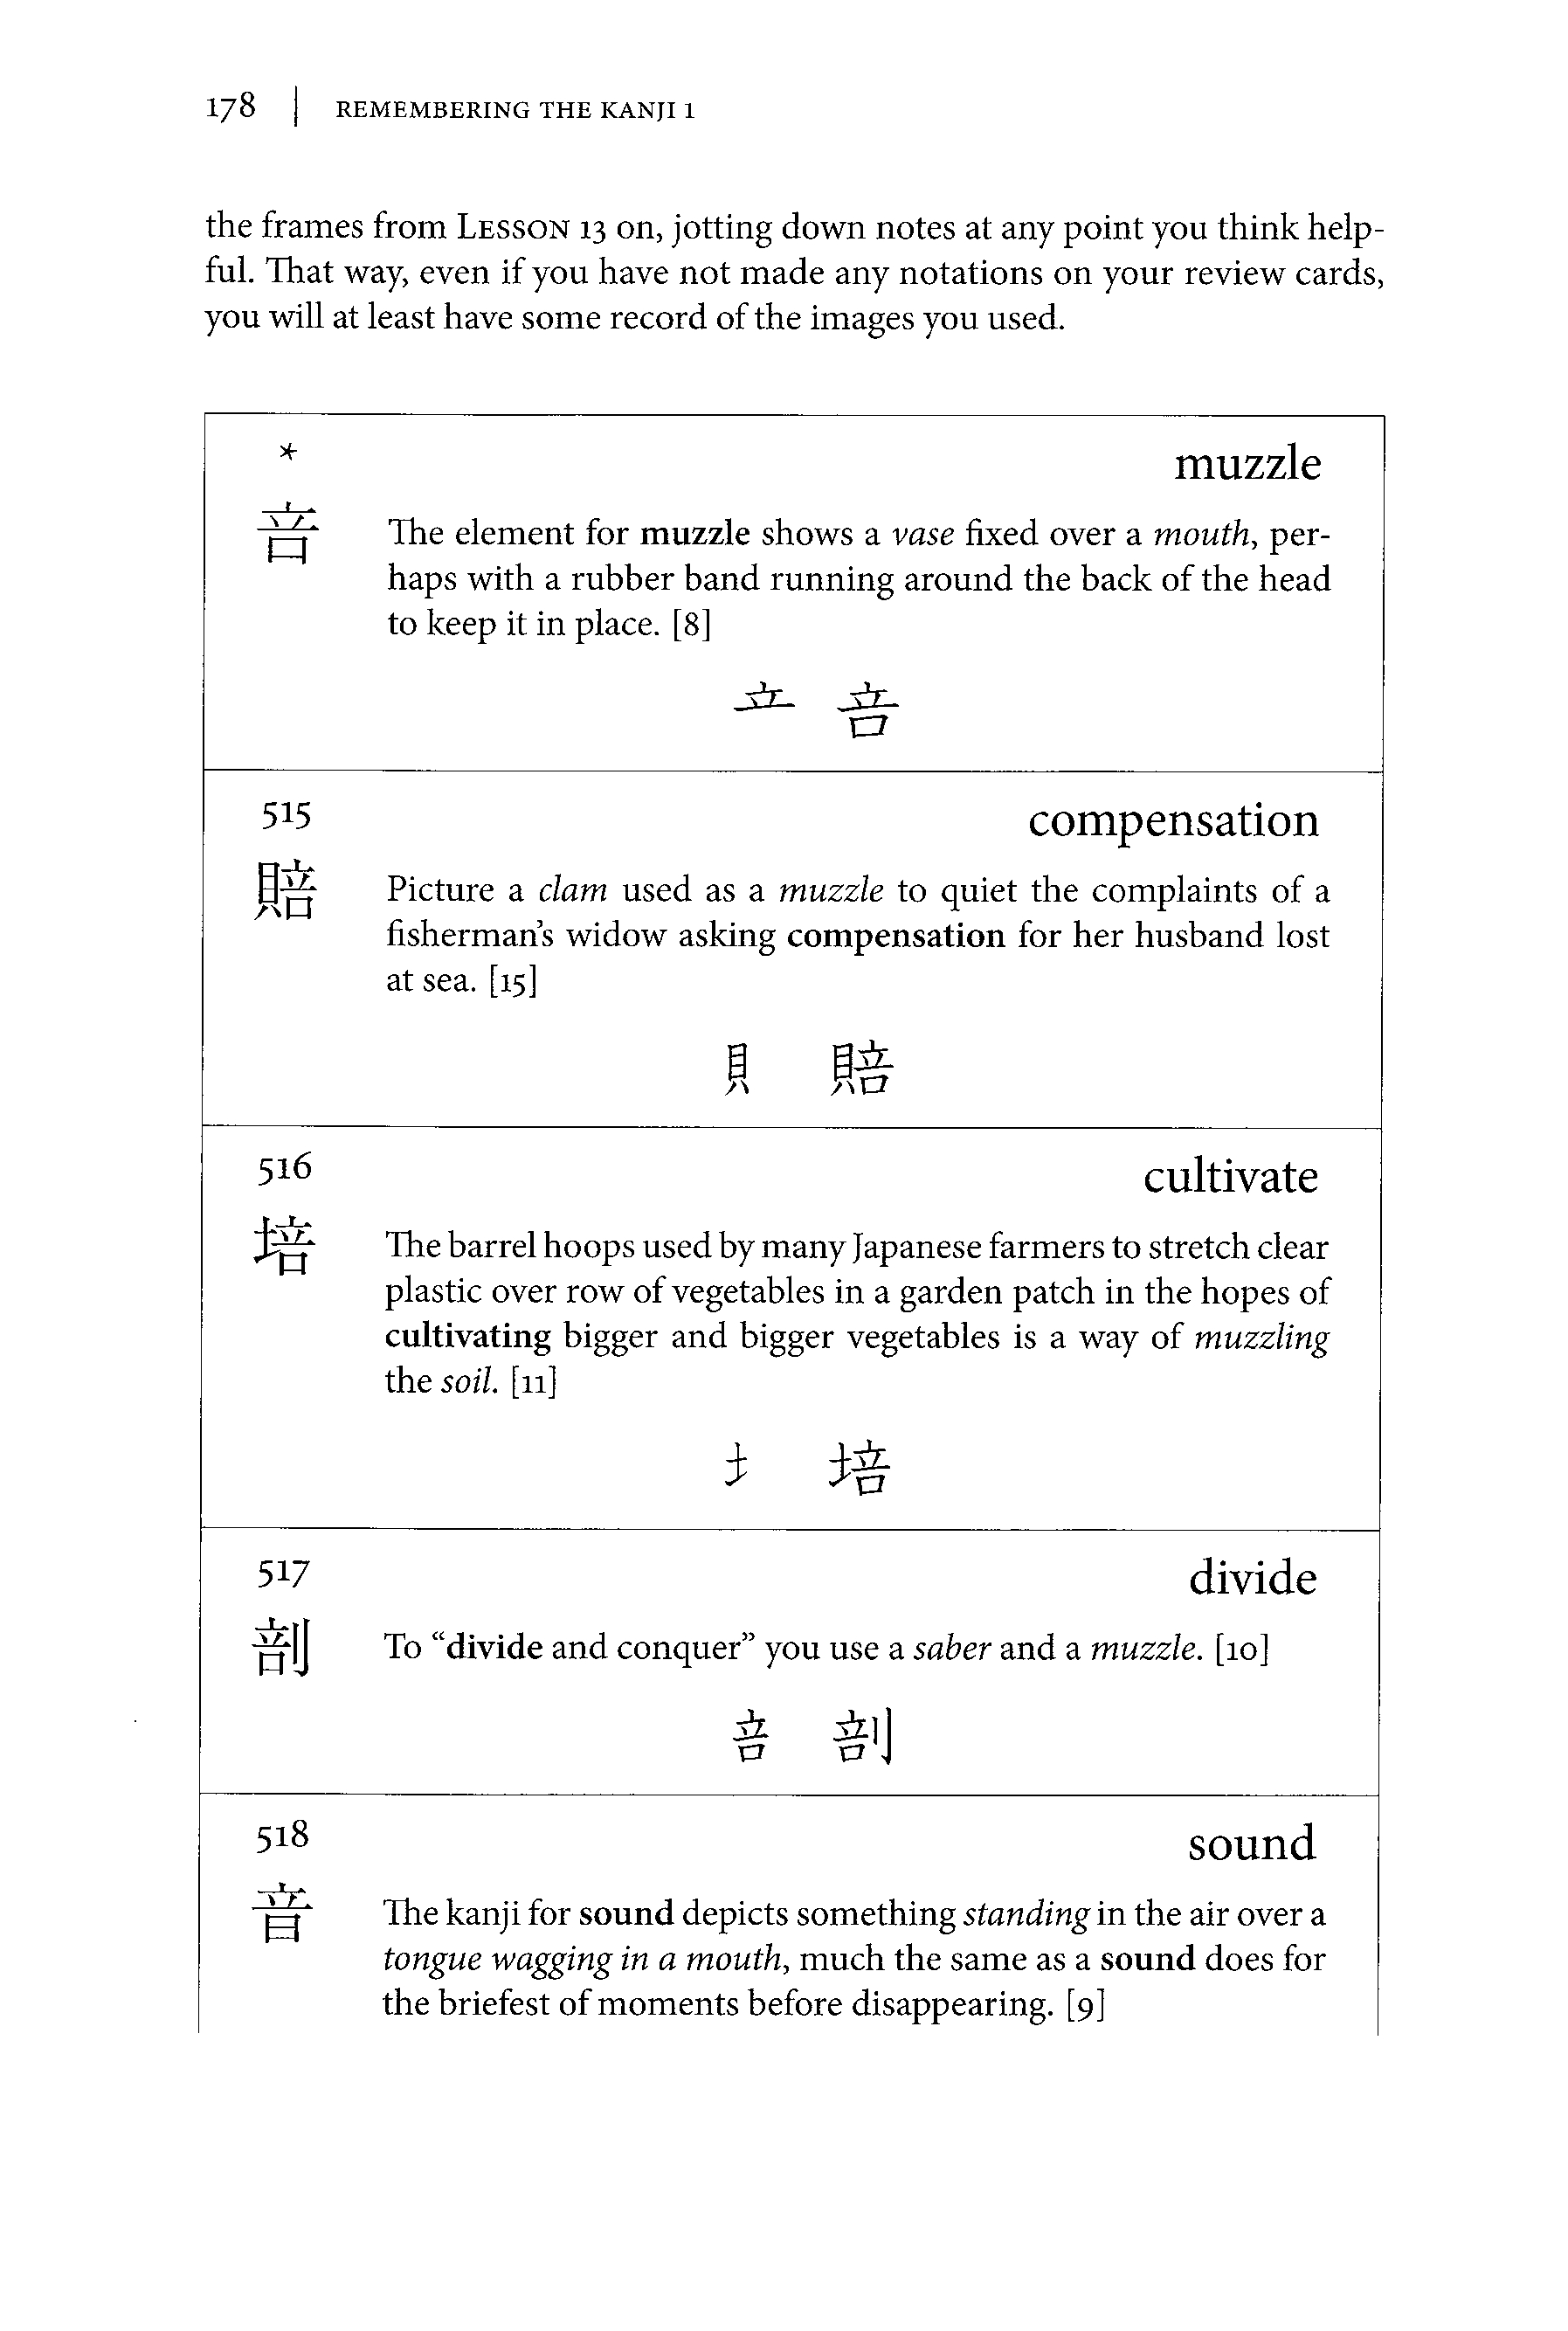 178 | REMEMBERING THE KANJI 1
the frames from LESSON 13 on, jotting down notes at any point you think help-
ful. That way, even if you have not made any notations on your review cards,
you will at least have some record of the images you used.
* muzzle
咅 The element for muzzle shows a vase fixed over a mouth, per-
haps with a rubber band running around the back of the head
to keep it in place. [8]
立 咅
515 compensation
賠 Picture a clam used as a muzzle to quiet the complaints of a
fisherman's widow asking compensation for her husband lost
at sea. [15]
貝 賠
516 cultivate
培 The barrel hoops used by many Japanese farmers to stretch clear
plastic over row of vegetables in a garden patch in the hopes of
cultivating bigger and bigger vegetables is a way of muzzling
the soil. [11]
土 培
517 divide
剖 To “divide and conquer” you use a saber and a muzzle. [10]
咅 剖
518 sound
音 The kanji for sound depicts something standing in the air over a
tongue wagging in a mouth, much the same as a sound does for
the briefest of moments before disappearing. [9]